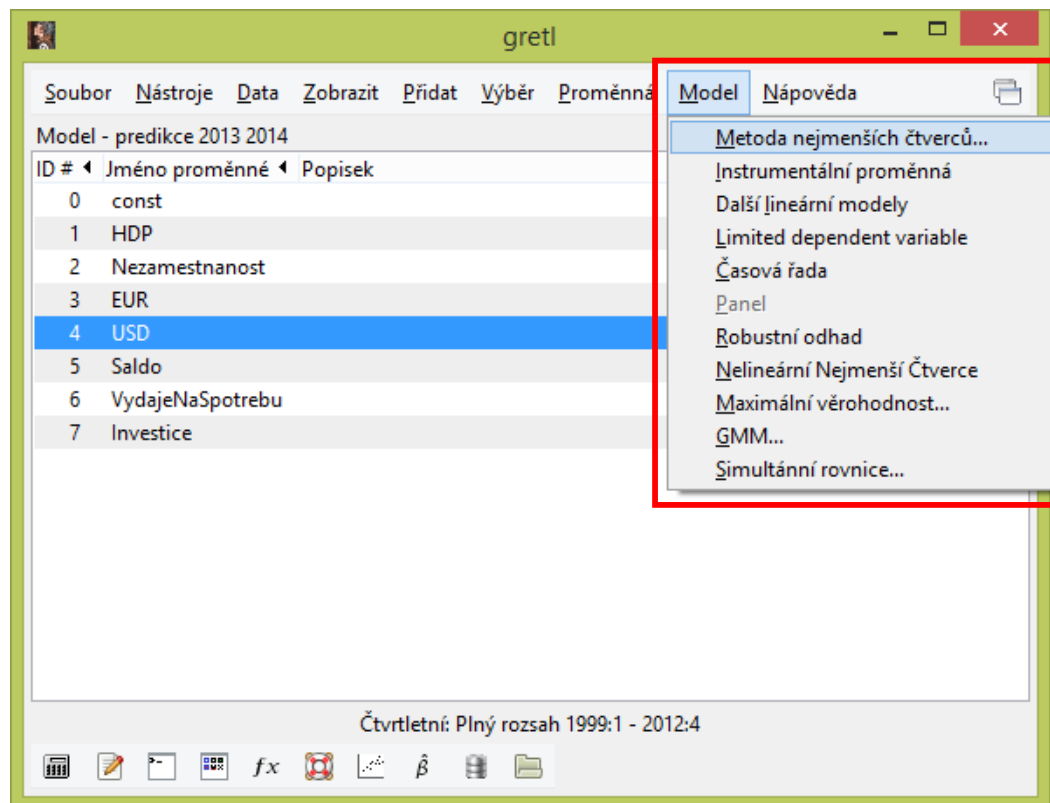 gretl
Soubor Nástroje Data Zobrazit Přidat Výběr Proměnná Model Nápověda
Model - predikce 2013 2014
ID # Jméno proměnné Popisek
0 const
1 HDP
2 Nezamestnanost
3 EUR
4 USD
5 Saldo
6 VydajeNaSpotrebu
7 Investice
Metoda nejmenších čtverců...
Instrumentální proměnná
Další lineární modely
Limited dependent variable
Časová řada
Panel
Robustní odhad
Nelineární Nejmenší Čtverce
Maximální věrohodnost...
GMM...
Simultánní rovnice...
Čtvrtletní: Plný rozsah 1999:1 - 2012:4
fx β̂